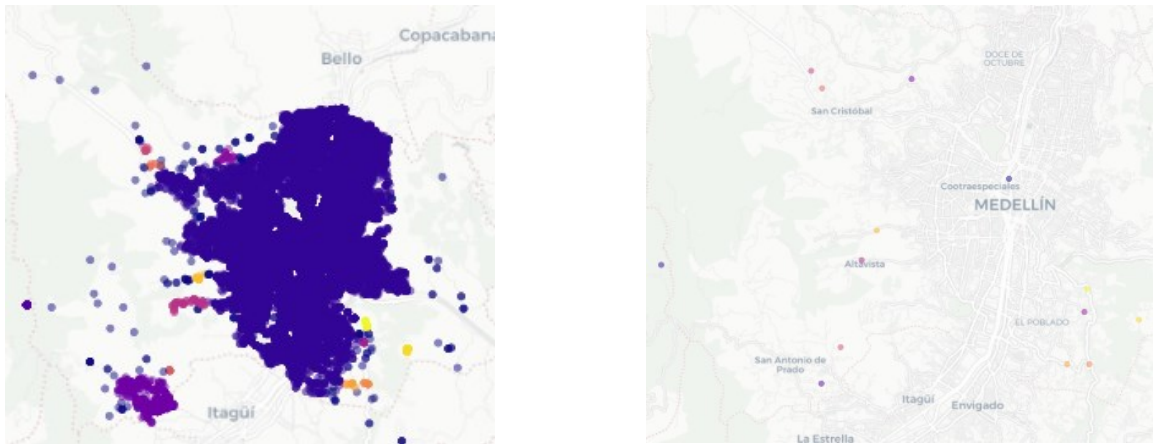 Copacabana
Bello
Itagüí
DOCE DE
OCTUBRE
San Cristóbal
Cootraespeciales
MEDELLÍN
Altavista
EL POBLADO
San Antonio de
Prado
Itagüí
Envigado
La Estrella